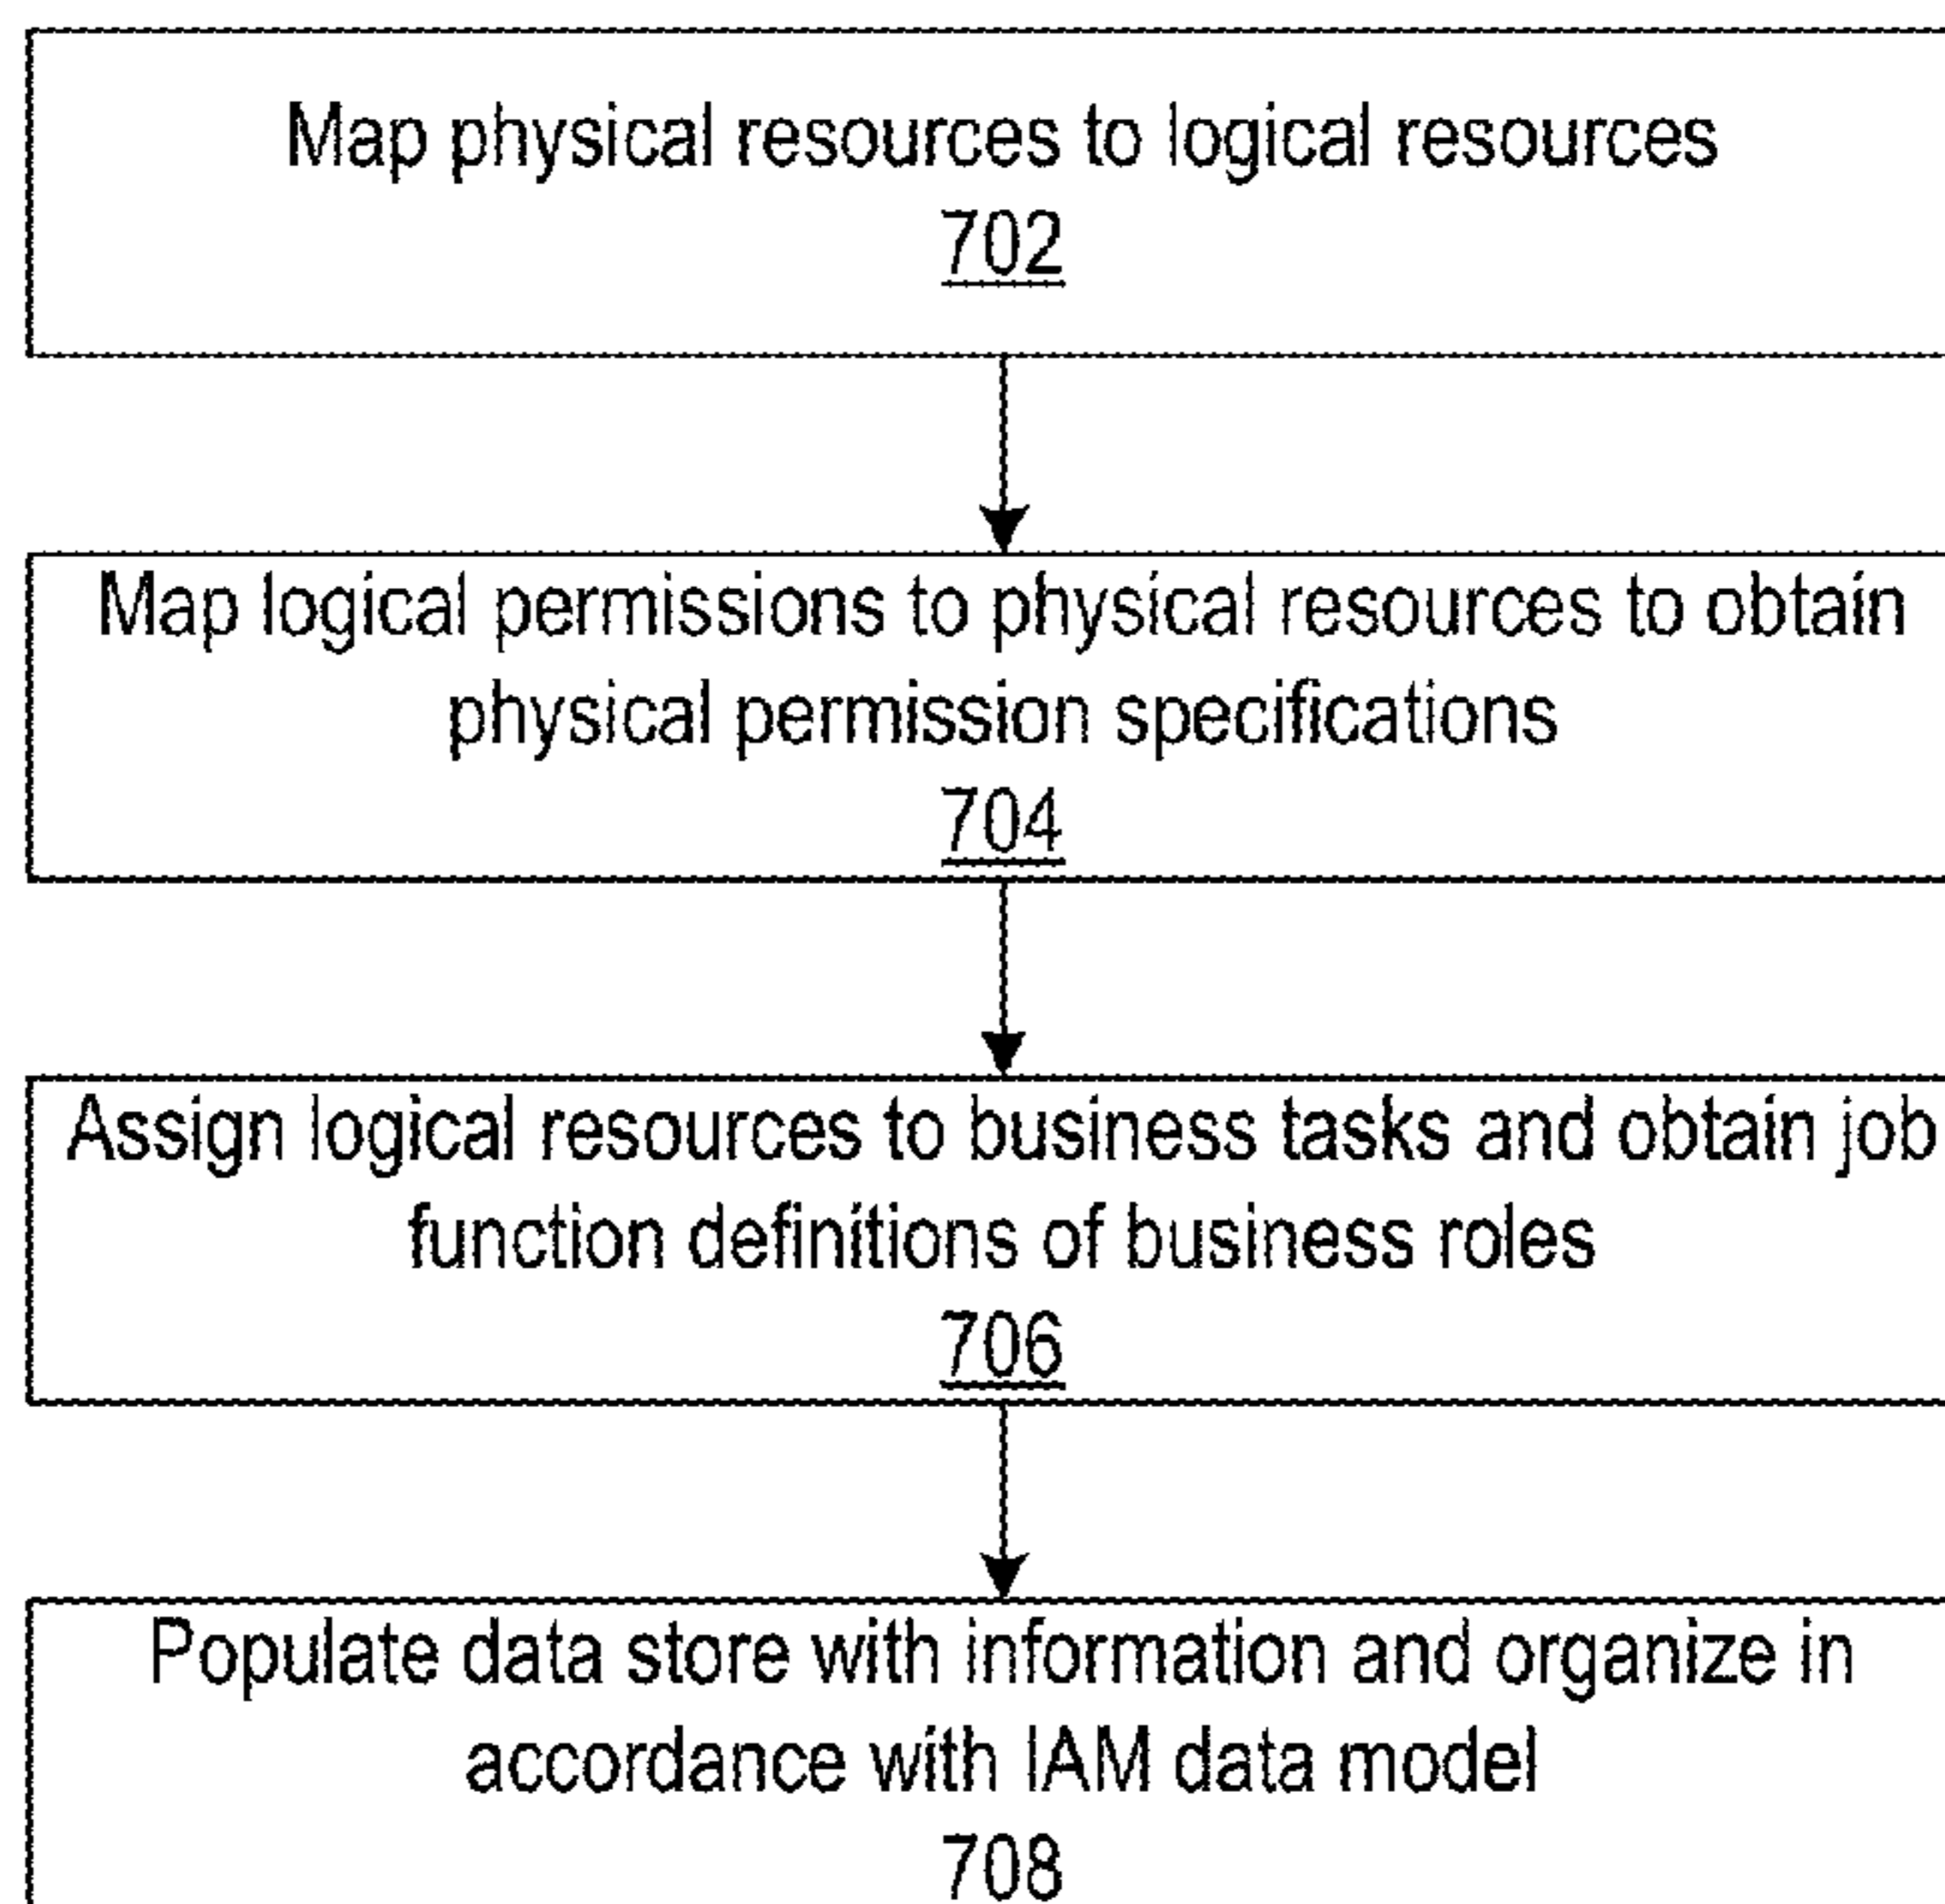 Map physical resources to logical resources
702
Map logical permissions to physical resources to obtain
physical permission specifications
704
Assign logical resources to business tasks and obtain job
function definitions of business roles
706
Populate data store with information and organize in
accordance with IAM data model
708